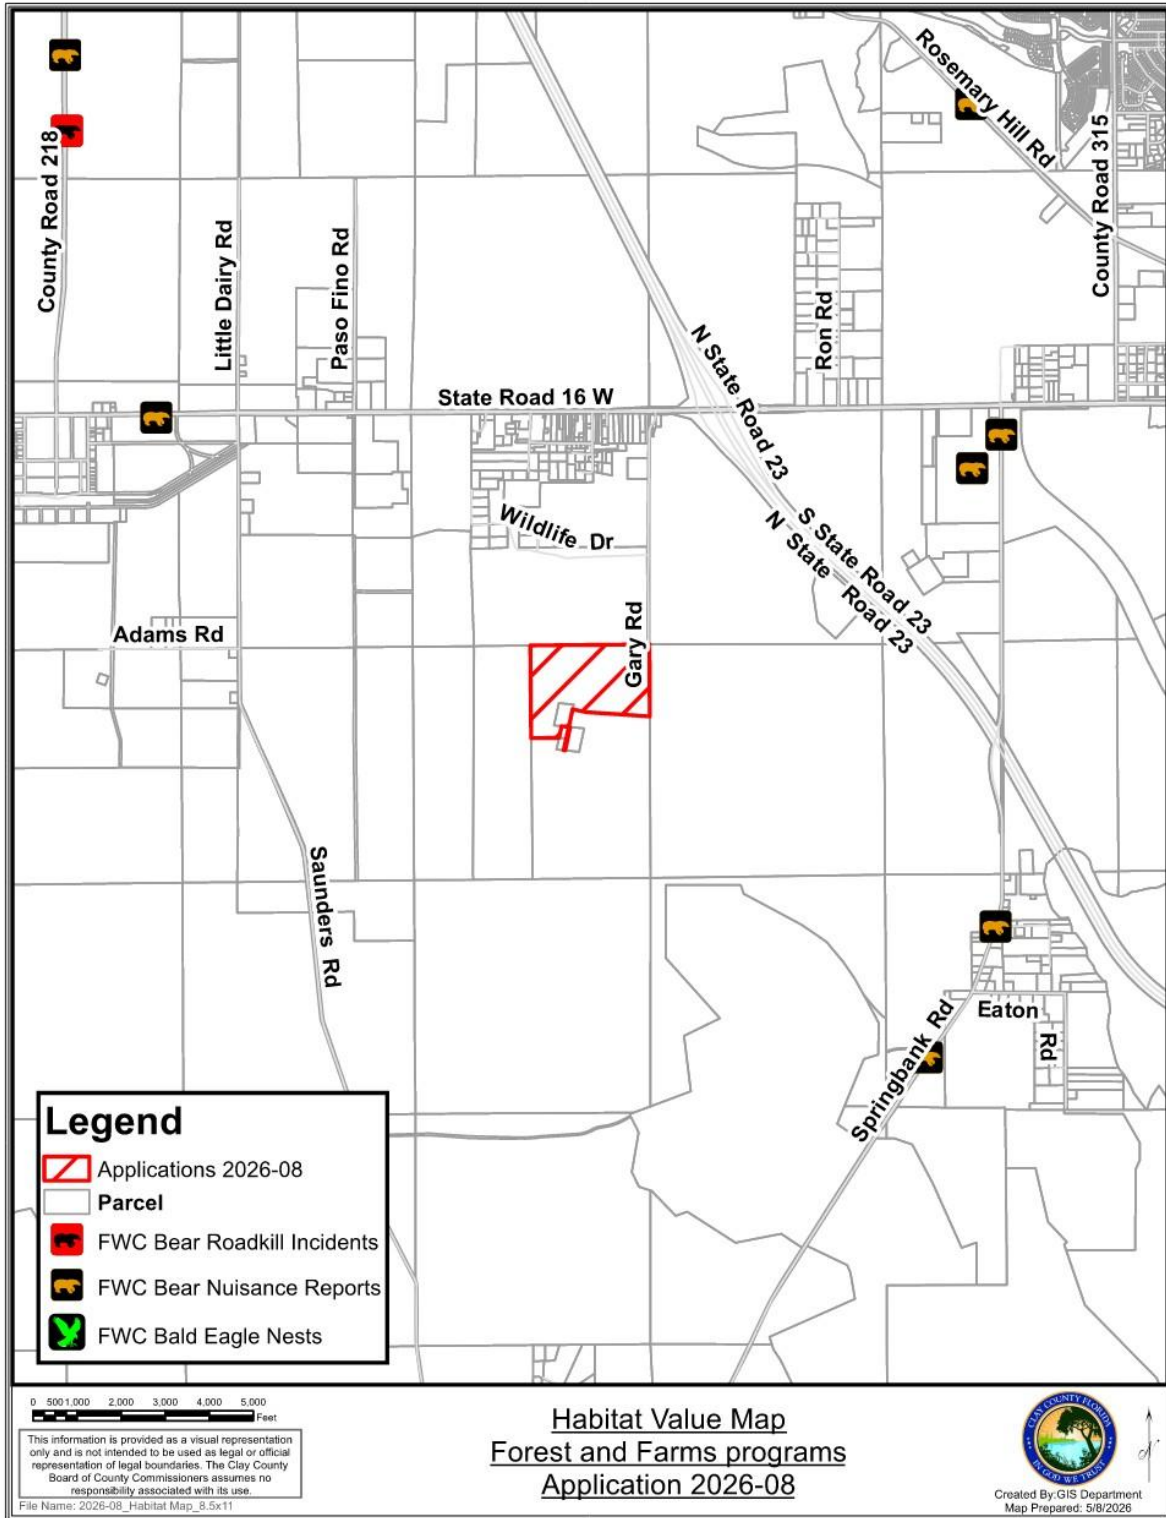 Rosemary Hill Rd
County Road 218
County Road 315
Little Dairy Rd
Paso Fino Rd
Ron Rd
N State Road 23
State Road 16 W
Wildlife Dr
S State Road 23
N State Road 23
Gary Rd
Adams Rd
Saunders Rd
Eaton Rd
Springbank Rd
Legend
Applications 2026-08
Parcel
FWC Bear Roadkill Incidents
FWC Bear Nuisance Reports
FWC Bald Eagle Nests
0 500 1,000 2,000 3,000 4,000 5,000
Feet
This information is provided as a visual representation
only and is not intended to be used as legal or official
representation of legal boundaries. The Clay County
Board of County Commissioners assumes no
responsibility associated with its use.
File Name: 2026-08_Habitat Map_8.5x11
Habitat Value Map
Forest and Farms programs
Application 2026-08
CLAY COUNTY FLORIDA
IN GOD WE TRUST
N
Created By:GIS Department
Map Prepared: 5/8/2026